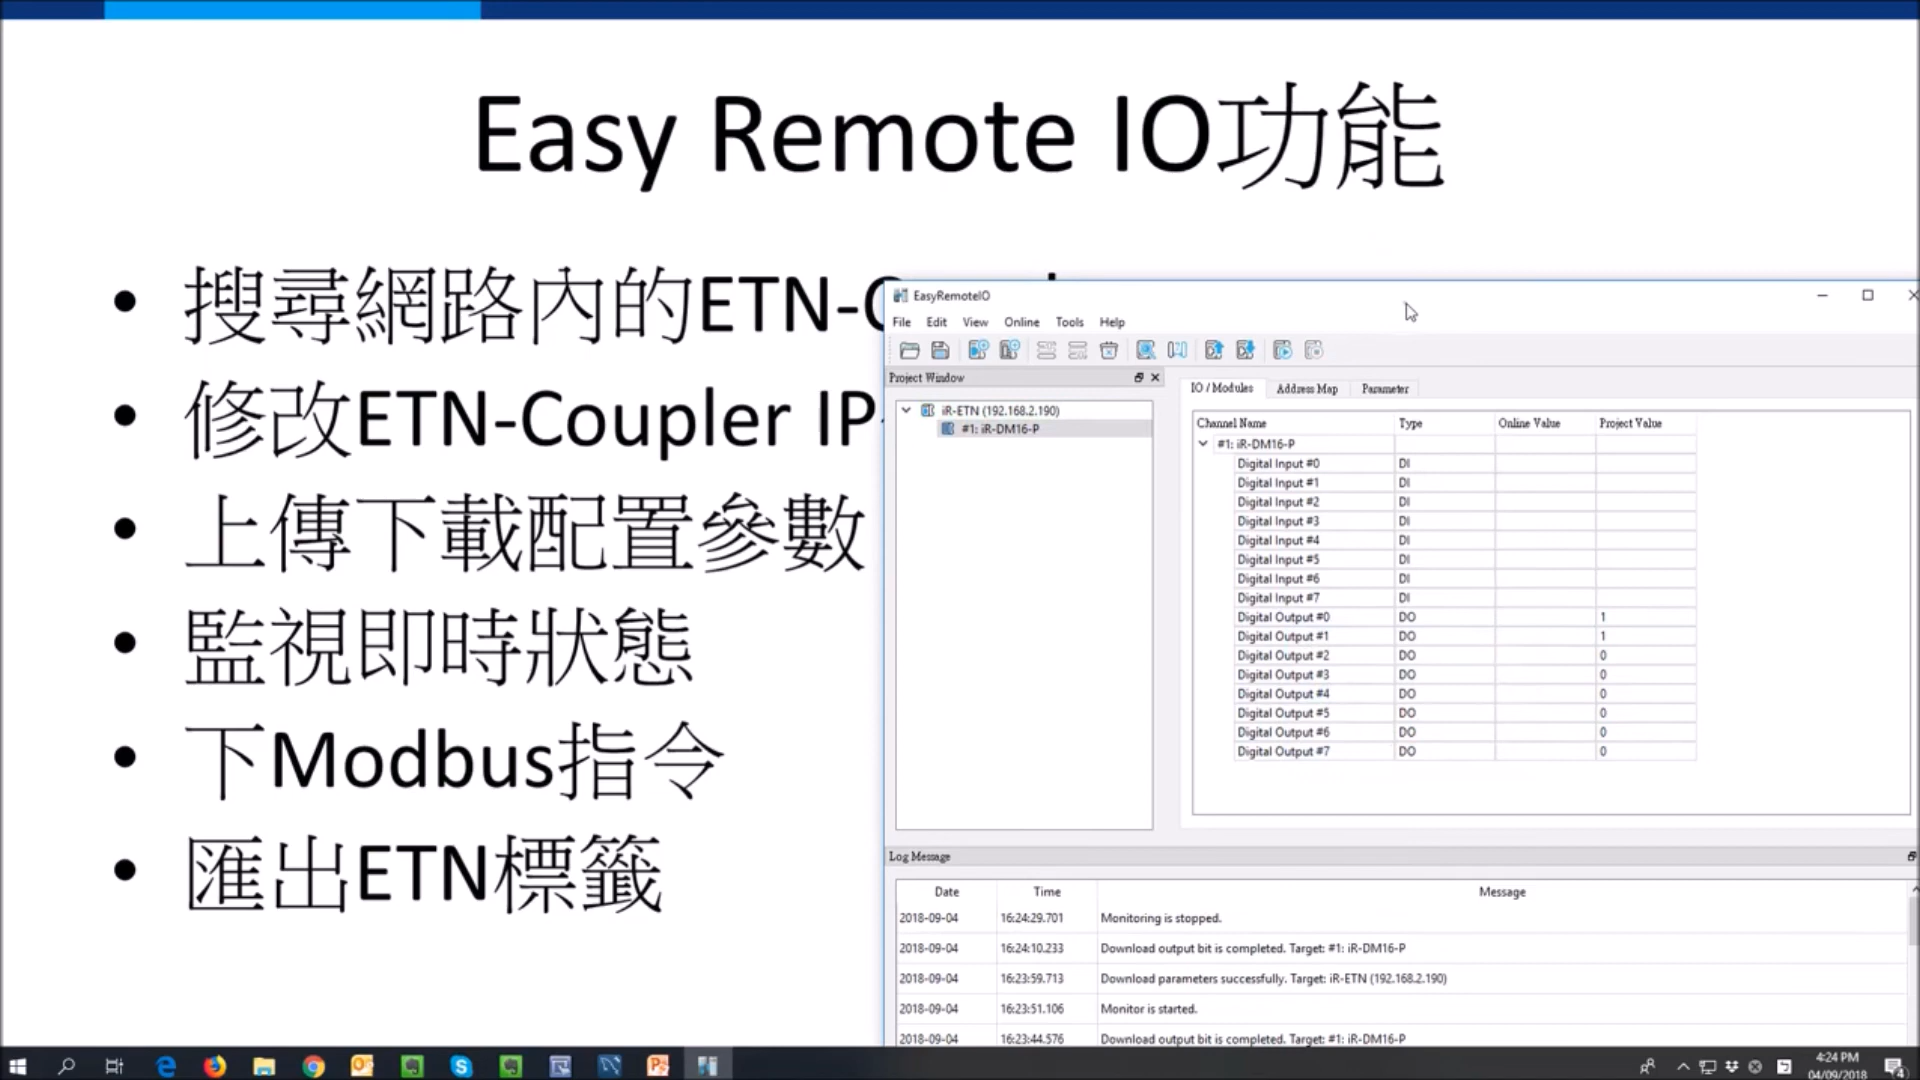 Easy Remote IO功能
• 搜尋網路內的ETN-
• 修改ETN-Coupler IP
• 上傳下載配置參數
• 監視即時狀態
• 下Modbus指令
• 匯出ETN標籤
EasyRemoteIO
File Edit View Online Tools Help
Project Window
iR-ETN (192.168.2.190)
#1: iR-DM16-P
IO / Modules Address Map Parameter
Channel Name Type Online Value Project Value
#1: iR-DM16-P
Digital Input #0 DI
Digital Input #1 DI
Digital Input #2 DI
Digital Input #3 DI
Digital Input #4 DI
Digital Input #5 DI
Digital Input #6 DI
Digital Input #7 DI
Digital Output #0 DO 1
Digital Output #1 DO 1
Digital Output #2 DO 0
Digital Output #3 DO 0
Digital Output #4 DO 0
Digital Output #5 DO 0
Digital Output #6 DO 0
Digital Output #7 DO 0
Log Message
Date Time Message
2018-09-04 16:24:29.701 Monitoring is stopped.
2018-09-04 16:24:10.233 Download output bit is completed. Target: #1: iR-DM16-P
2018-09-04 16:23:59.713 Download parameters successfully. Target: iR-ETN (192.168.2.190)
2018-09-04 16:23:51.106 Monitor is started.
2018-09-04 16:23:44.576 Download output bit is completed. Target: #1: iR-DM16-P
4:24 PM
04/09/2018